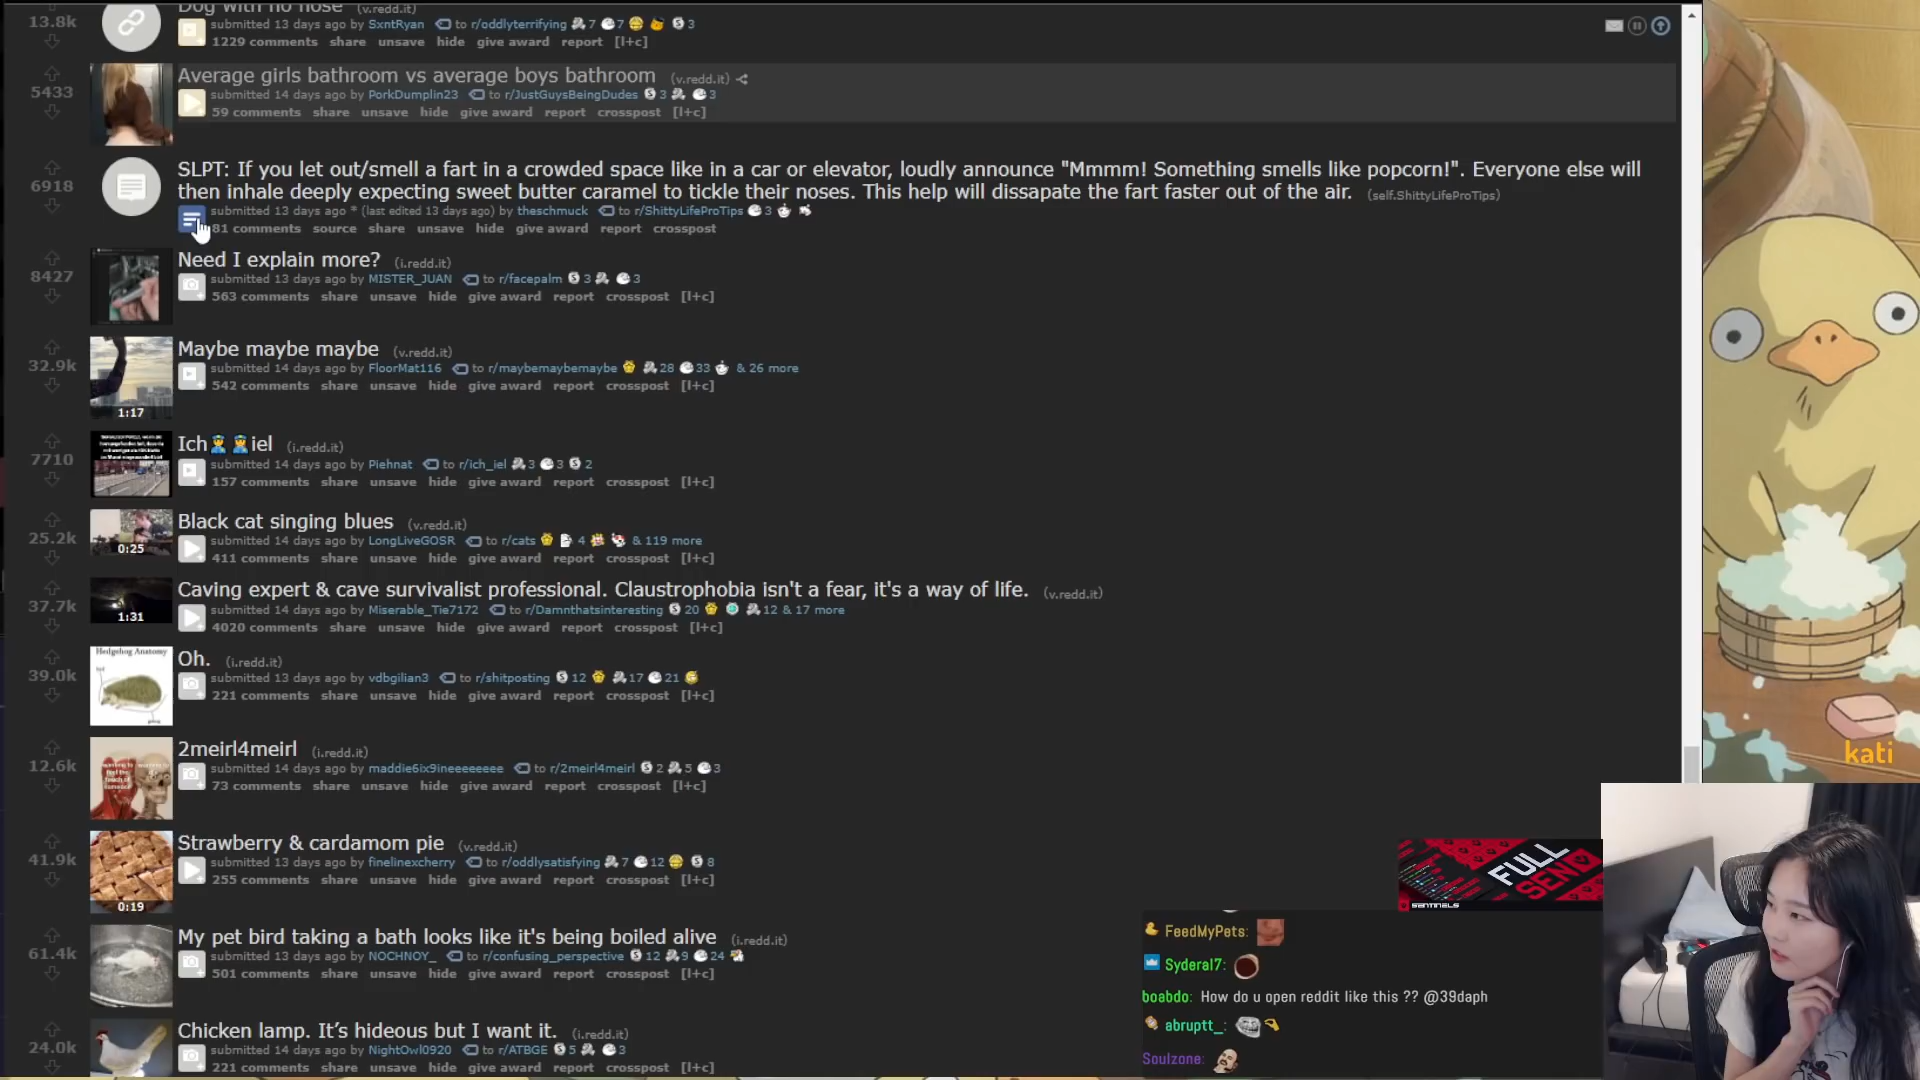 13.8k
Dog with no nose (v.redd.it)
submitted 13 days ago by SxntRyan to r/oddlyterrifying 7 7 3
1229 comments share unsave hide give award report [l+c]
5433
Average girls bathroom vs average boys bathroom (v.redd.it)
submitted 14 days ago by PorkDumplin23 to r/JustGuysBeingDudes 3 3
59 comments share unsave hide give award report crosspost [l+c]
6918
SLPT: If you let out/smell a fart in a crowded space like in a car or elevator, loudly announce "Mmmm! Something smells like popcorn!". Everyone else will
then inhale deeply expecting sweet butter caramel to tickle their noses. This help will dissapate the fart faster out of the air. (self.ShittyLifeProTips)
submitted 13 days ago * (last edited 13 days ago) by theschmuck to r/ShittyLifeProTips 3
81 comments source share unsave hide give award report crosspost
8427
Need I explain more? (i.redd.it)
submitted 13 days ago by MISTER_JUAN to r/facepalm 3 3
563 comments share unsave hide give award report crosspost [l+c]
32.9k
1:17
Maybe maybe maybe (v.redd.it)
submitted 14 days ago by FloorMat116 to r/maybemaybemaybe 28 33 & 26 more
542 comments share unsave hide give award report crosspost [l+c]
7710
Ich👮👮iel (i.redd.it)
submitted 14 days ago by Piehnat to r/ich_iel 3 3 2
157 comments share unsave hide give award report crosspost [l+c]
25.2k
0:25
Black cat singing blues (v.redd.it)
submitted 14 days ago by LongLiveGOSR to r/cats 4 & 119 more
411 comments share unsave hide give award report crosspost [l+c]
37.7k
1:31
Caving expert & cave survivalist professional. Claustrophobia isn't a fear, it's a way of life. (v.redd.it)
submitted 14 days ago by Miserable_Tie7172 to r/Damnthatsinteresting 20 12 & 17 more
4020 comments share unsave hide give award report crosspost [l+c]
39.0k
Hedgehog Anatomy
Oh. (i.redd.it)
submitted 13 days ago by vdbgilian3 to r/shitposting 12 17 21
221 comments share unsave hide give award report crosspost [l+c]
12.6k
2meirl4meirl (i.redd.it)
submitted 14 days ago by maddie6ix9ineeeeeeee to r/2meirl4meirl 2 5 3
73 comments share unsave hide give award report crosspost [l+c]
41.9k
0:19
Strawberry & cardamom pie (v.redd.it)
submitted 13 days ago by finelinexcherry to r/oddlysatisfying 7 12 8
255 comments share unsave hide give award report crosspost [l+c]
61.4k
My pet bird taking a bath looks like it's being boiled alive (i.redd.it)
submitted 13 days ago by NOCHNOY_ to r/confusing_perspective 12 9 24
501 comments share unsave hide give award report crosspost [l+c]
24.0k
Chicken lamp. It’s hideous but I want it. (i.redd.it)
submitted 14 days ago by NightOwl0920 to r/ATBGE 5 3
221 comments share unsave hide give award report crosspost [l+c]
kati
FULL
SEND
SENTINELS
FeedMyPets:
Syderal7:
boabdo: How do u open reddit like this ?? @39daph
abruptt_:
Soulzone: